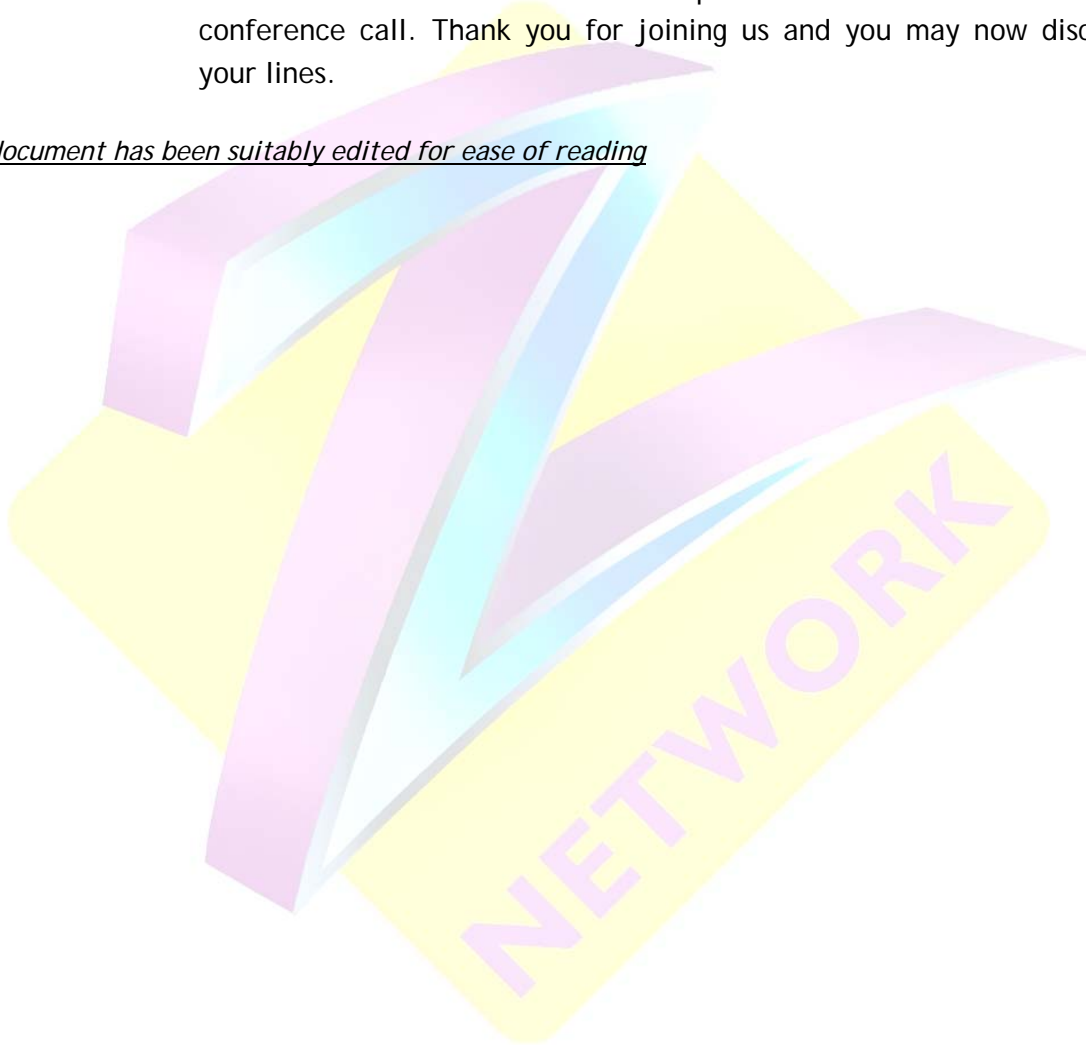 conference call. Thank you for joining us and you may now
your lines.
document has been suitably edited for ease of reading
NETWORK